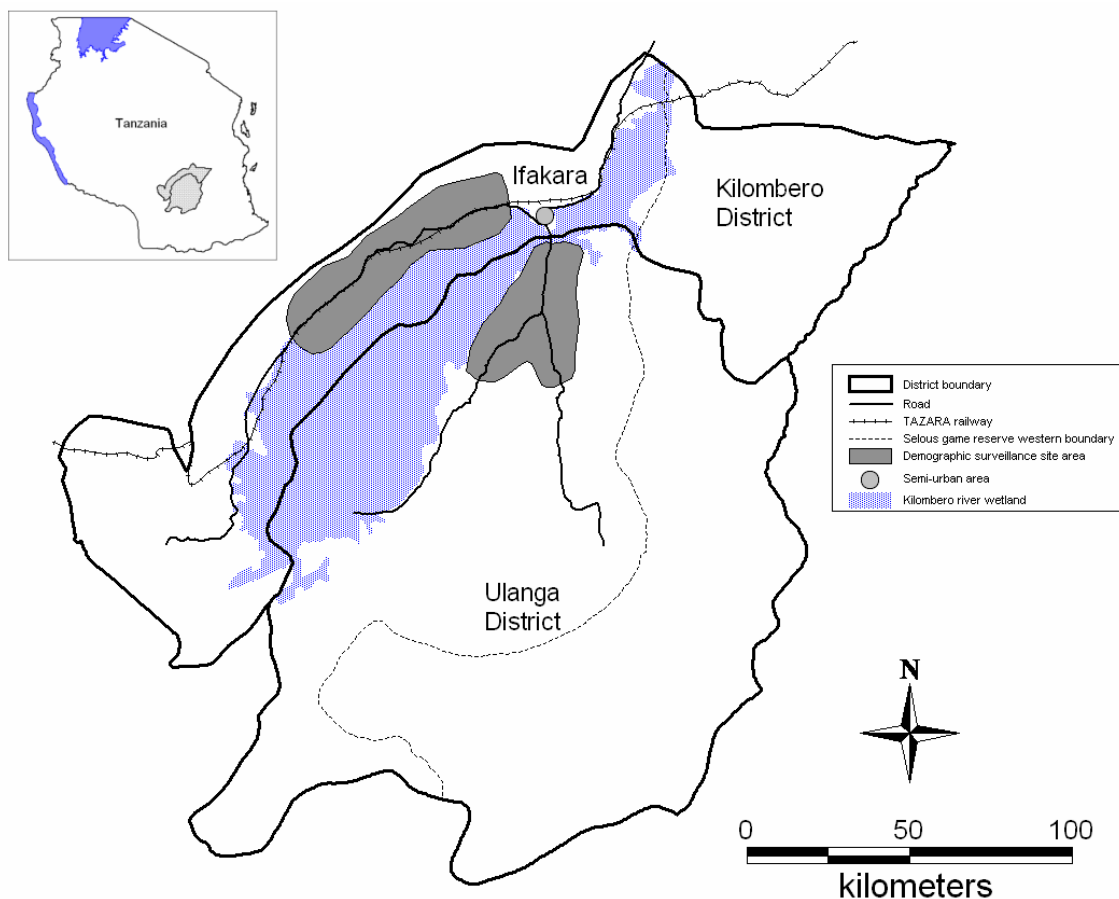 Tanzania
Ifakara
Kilombero
District
District boundary
Road
TAZARA railway
Selous game reserve western boundary
Demographic surveillance site area
Semi-urban area
Kilombero river wetland
Ulanga
District
N
0 50 100
kilometers